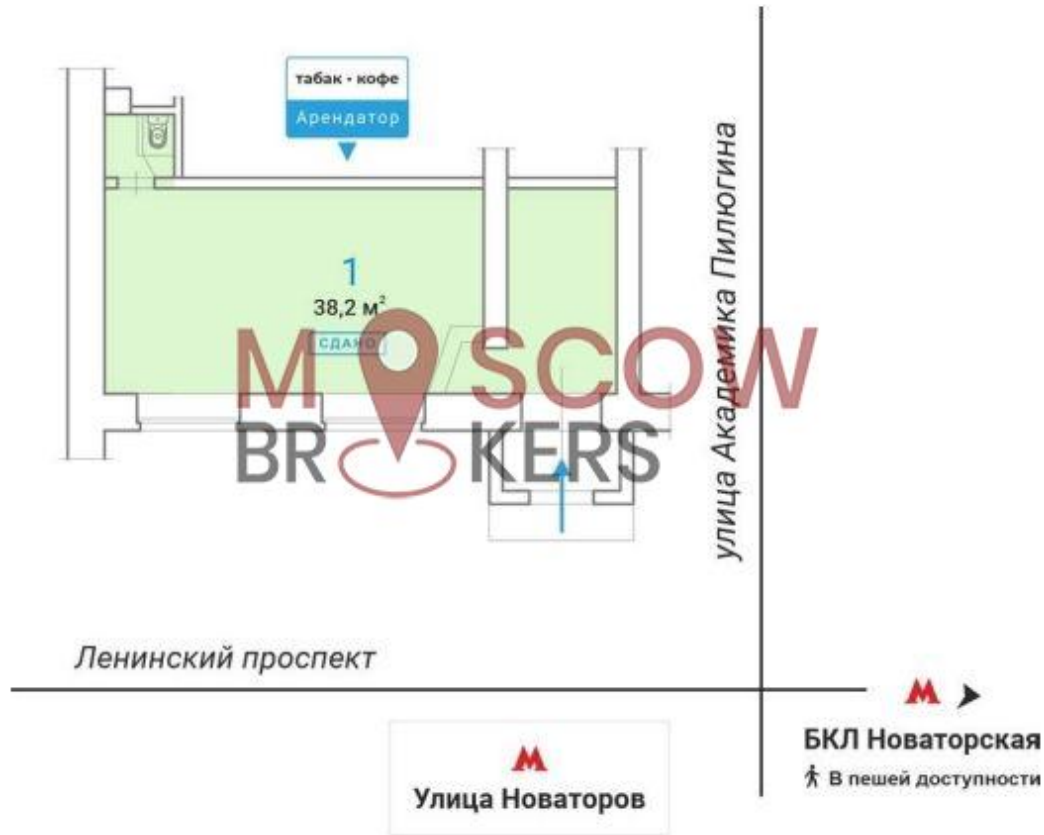 табак • кофе
Арендатор
улица Академика Пилюгина
1
38,2 м²
СДАНО
MOSCOW
BROKERS
Ленинский проспект
М
БКЛ Новаторская
В пешей доступности
М
Улица Новаторов